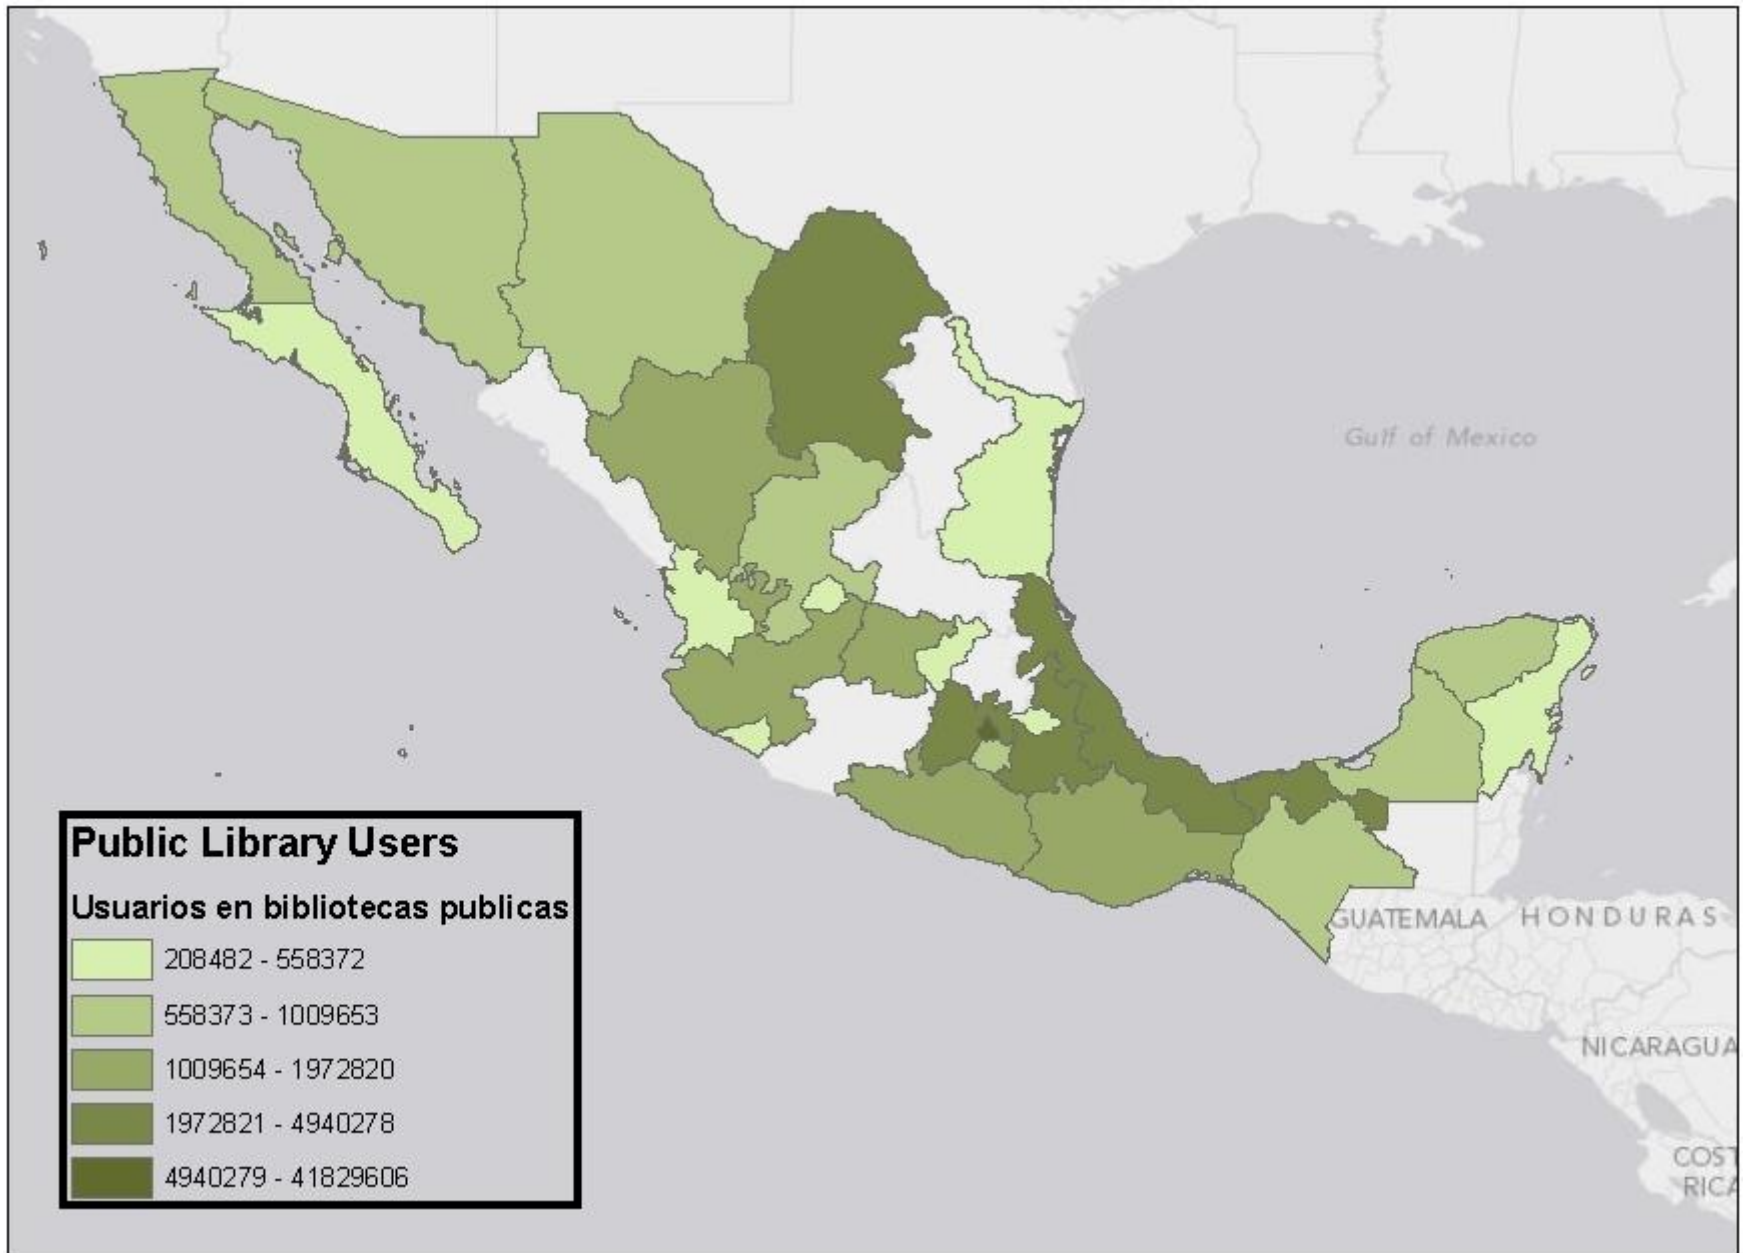 Gulf of Mexico
Public Library Users
Usuarios en bibliotecas publicas
208482 - 558372
558373 - 1009653
1009654 - 1972820
1972821 - 4940278
4940279 - 41829606
GUATEMALA
HONDURAS
NICARAGUA
COST
RICA